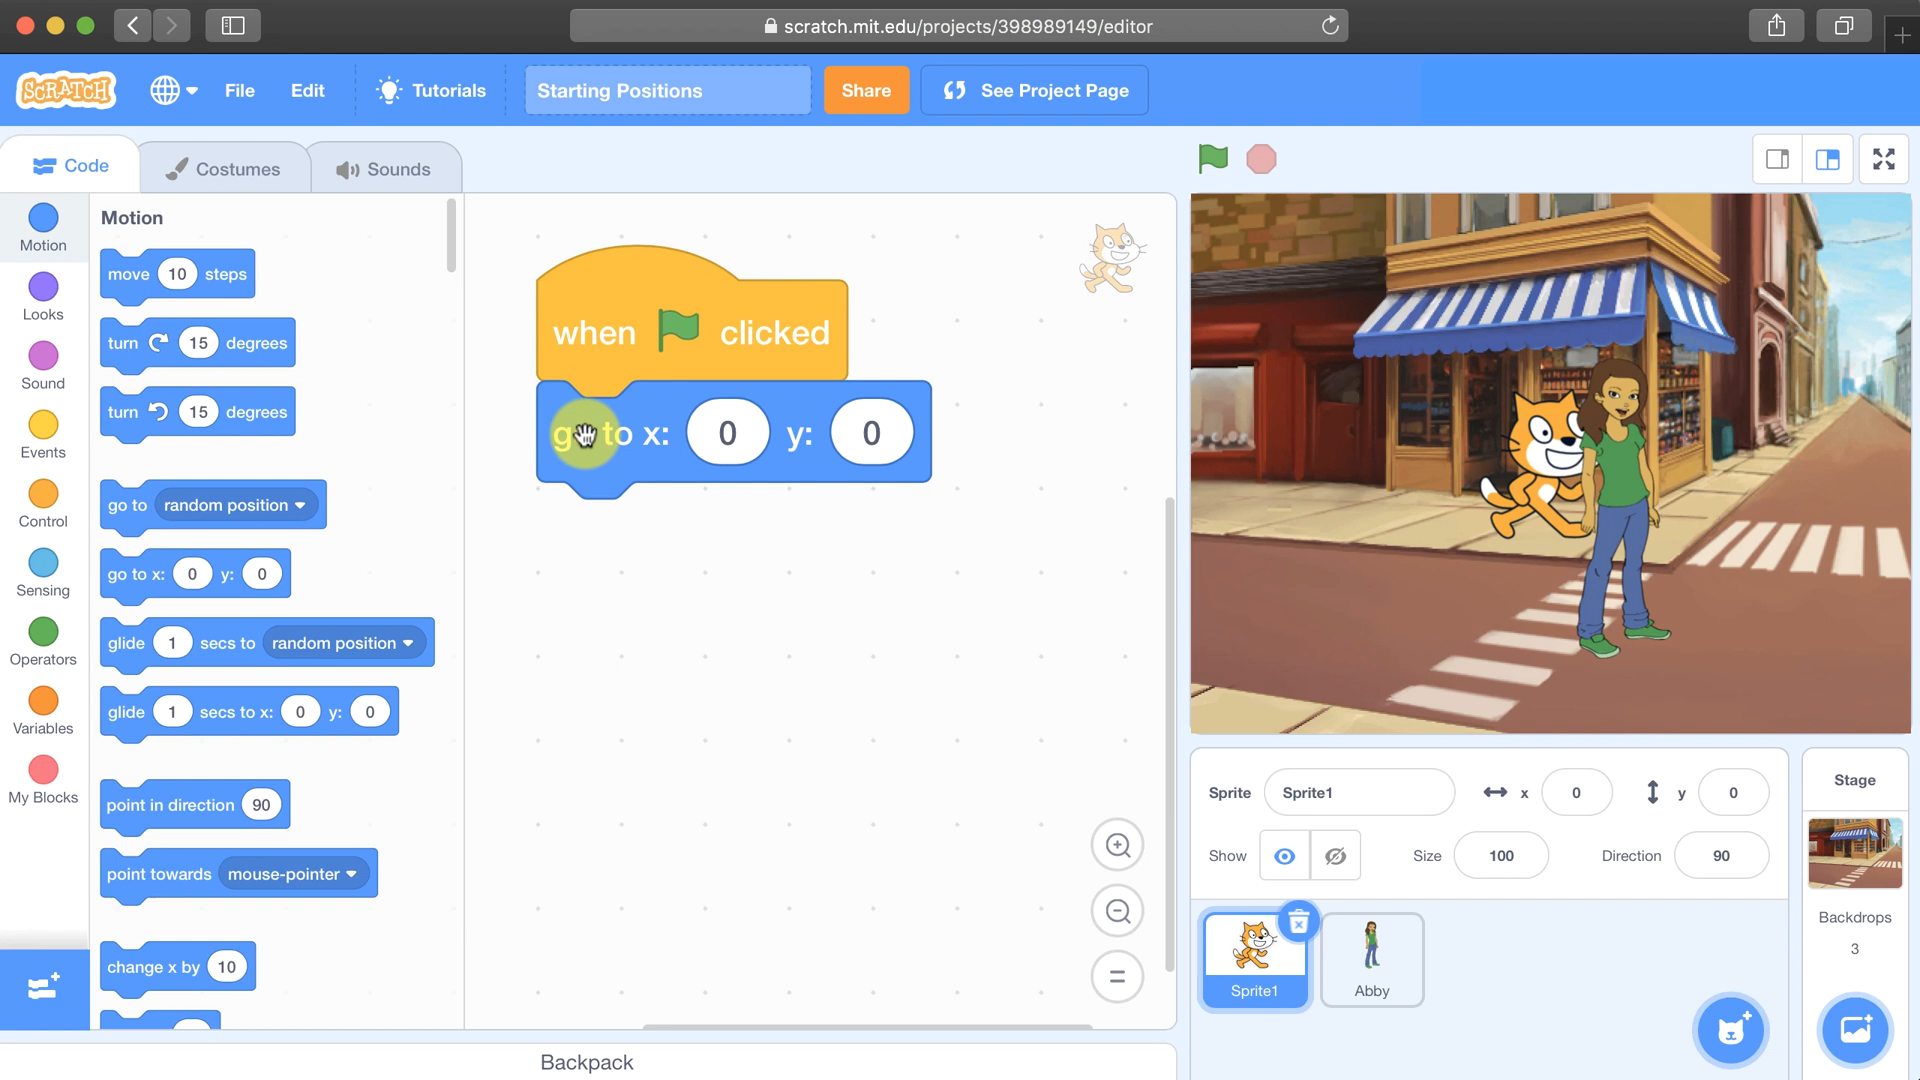 scratch.mit.edu/projects/398989149/editor
SCRATCH
File
Edit
Tutorials
Starting Positions
Share
See Project Page
Code
Costumes
Sounds
Motion
Looks
Sound
Events
Control
Sensing
Operators
Variables
My Blocks
Motion
move 10 steps
turn 15 degrees
turn 15 degrees
go to random position
go to x: 0 y: 0
glide 1 secs to random position
glide 1 secs to x: 0 y: 0
point in direction 90
point towards mouse-pointer
change x by 10
when clicked
go to x: 0 y: 0
Backpack
Sprite Sprite1 x 0 y 0
Show Size 100 Direction 90
Sprite1
Abby
Stage
Backdrops
3